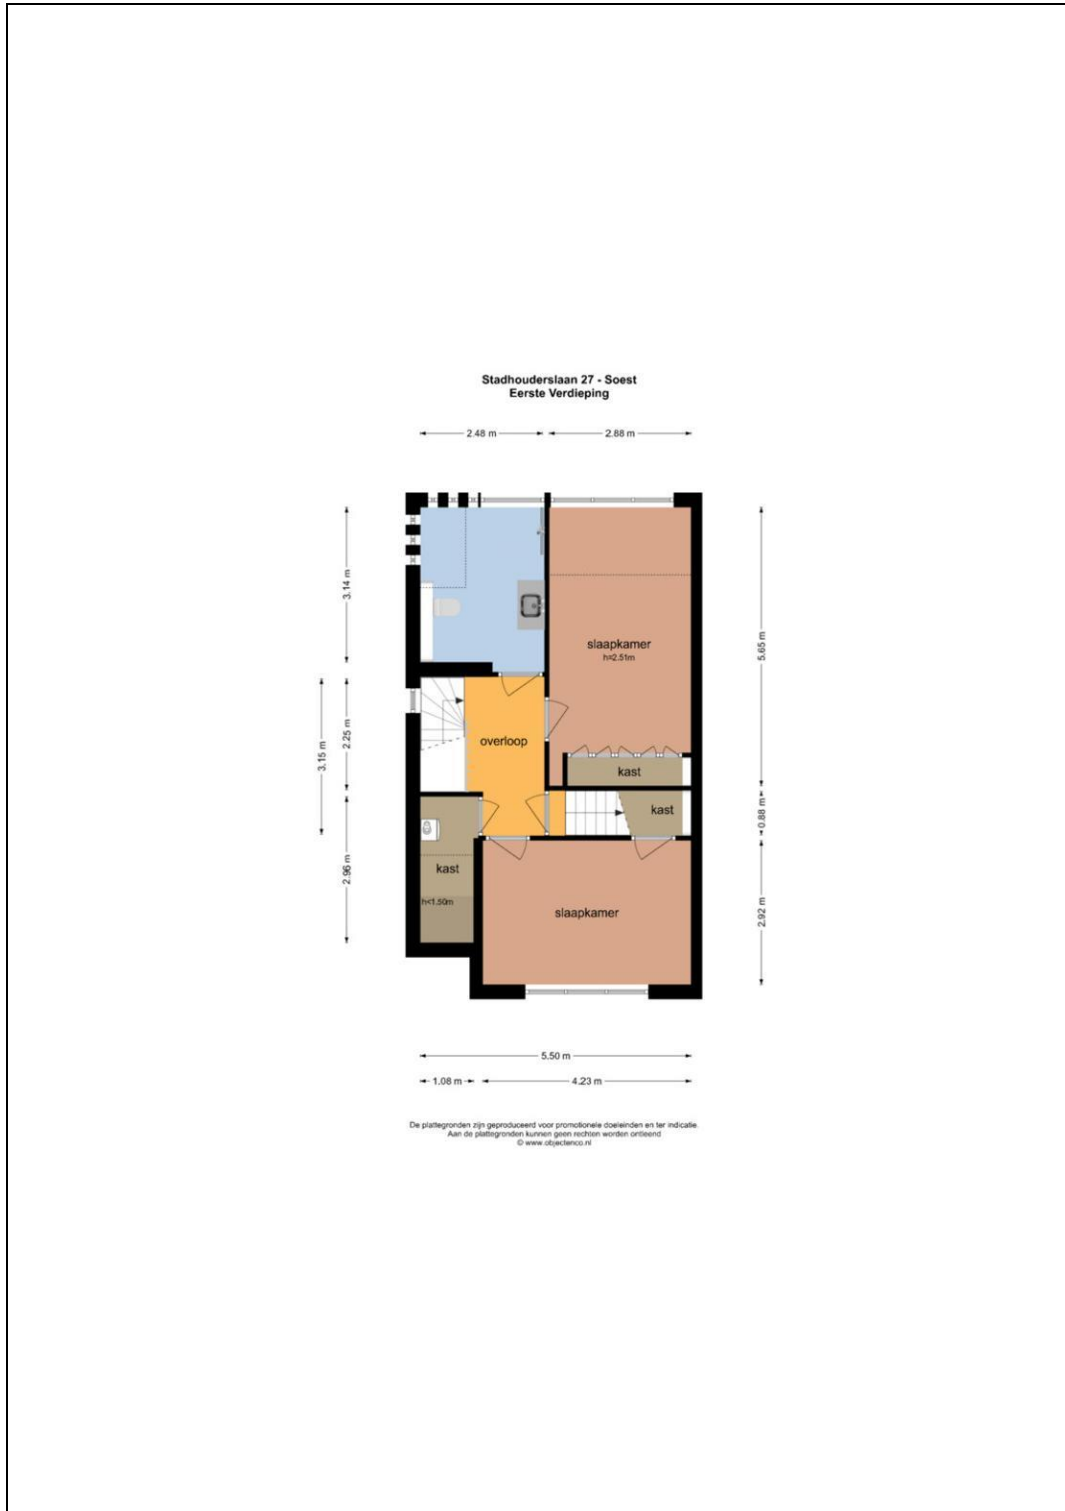 Stadhouderslaan 27 - Soest
Eerste Verdieping
2.48 m
2.88 m
3.14 m
5.65 m
slaapkamer
h=2.51m
3.15 m
2.25 m
overloop
kast
kast
0.88 m
2.96 m
kast
h<1.50m
slaapkamer
2.92 m
5.50 m
1.08 m
4.23 m
De plattegronden zijn geproduceerd voor promotionele doeleinden en ter indicatie.
Aan de plattegronden kunnen geen rechten worden ontleend
© www.objectenco.nl